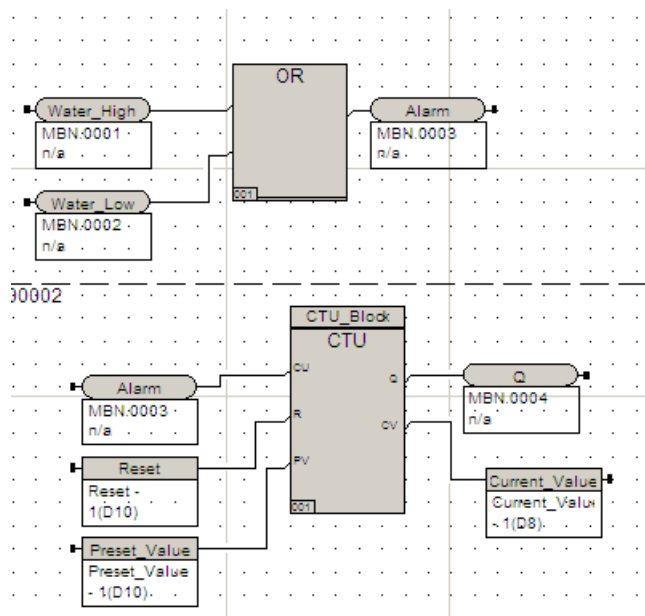 OR
Water_High
MBN.0001
n/a
Alarm
MBN.0003
n/a
Water_Low
MBN.0002
n/a
001
00002
CTU_Block
CTU
CU
R
PV
Q
CV
001
Alarm
MBN.0003
n/a
Reset
Reset -
1(D10)
Preset_Value
Preset_Value
- 1(D10)
Q
MBN.0004
n/a
Current_Value
Current_Value
- 1(D8)